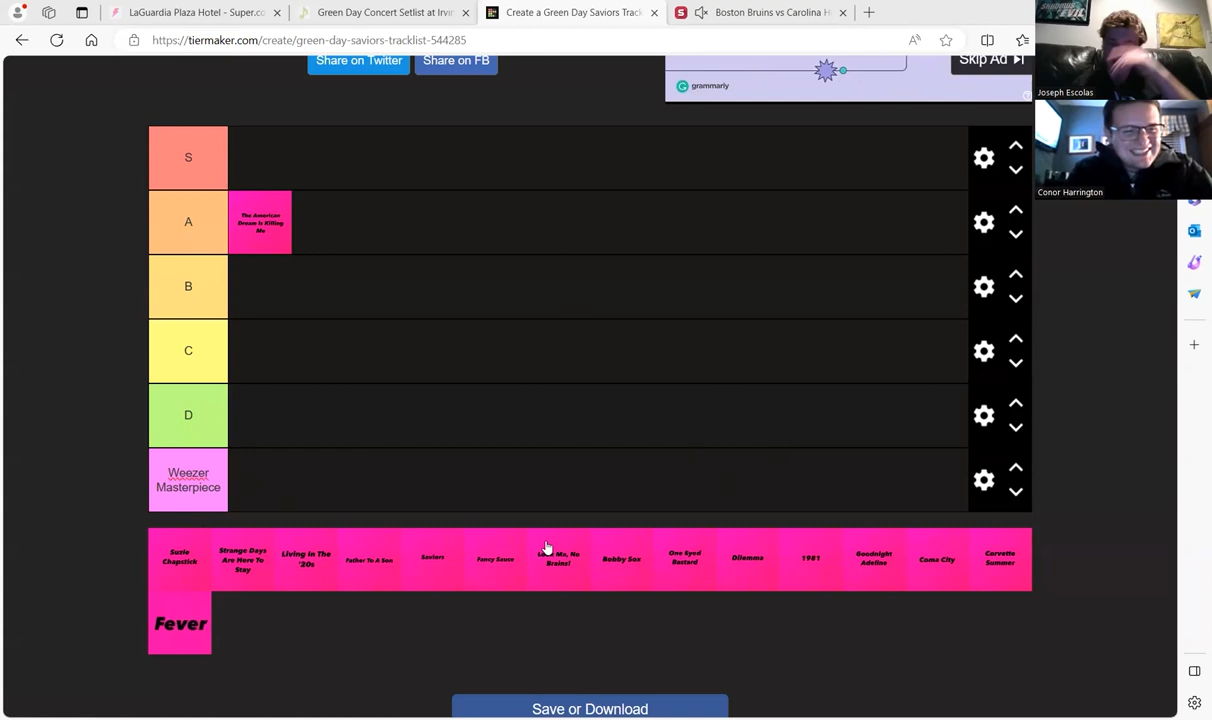 LaGuardia Plaza Hotel - Super.co
Green Day Concert Setlist at Irvin
Create a Green Day Saviors Track
Boston Bruins vs Carolina H
https://tiermaker.com/create/green-day-saviors-tracklist-544285
Share on Twitter
Share on FB
grammarly
Skip Ad
Joseph Escolas
Conor Harrington
S
A
The American
Dream Is Killing
Me
B
C
D
Weezer
Masterpiece
Suzie
Chapstick
Strange Days
Are Here To
Stay
Living In The
'20s
Father To A Son
Saviors
Fancy Sauce
Ma, No
Brains!
Bobby Sox
One Eyed
Bastard
Dilemma
1981
Goodnight
Adeline
Coma City
Corvette
Summer
Fever
Save or Download